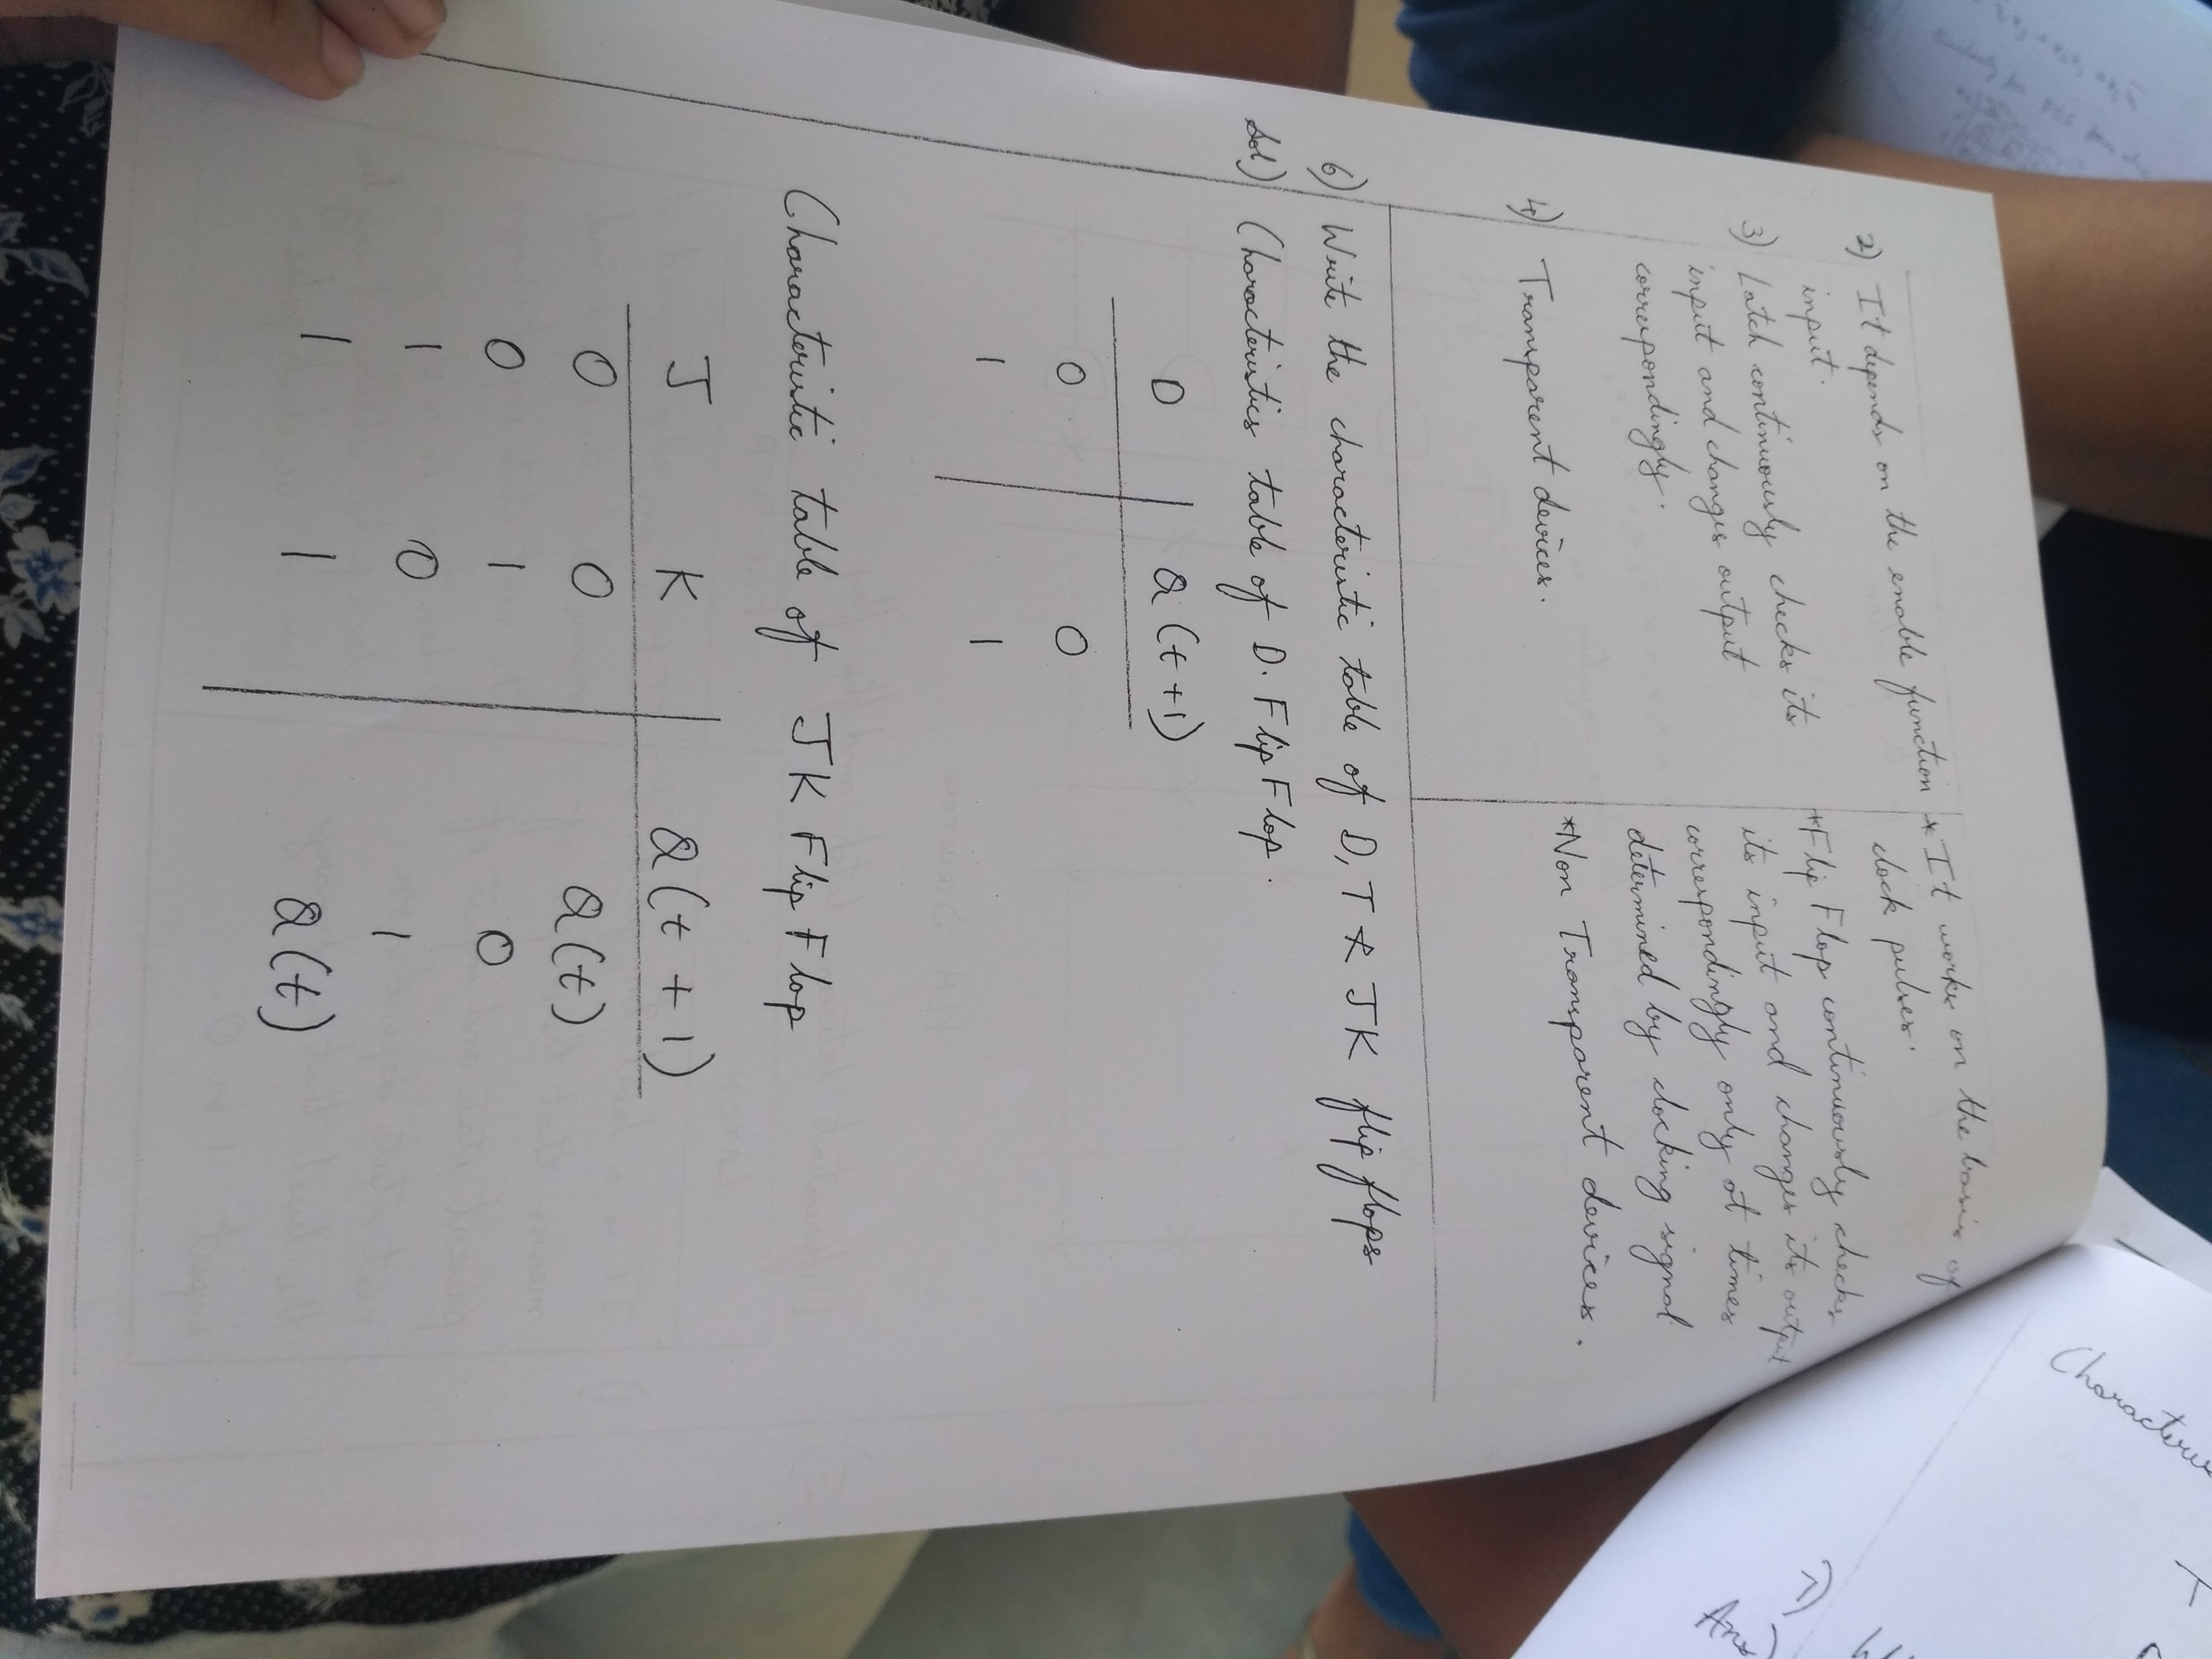 2) It depends on the enable function
input.
3) Latch continuously checks its
input and changes output
correspondingly.
4) Transparent devices.
* It works on the basis of
clock pulses.
*Flip Flop continuously checks
its input and changes its output
correspondingly only at times
determined by clocking signal
*Non Transparent devices.
6) Write the characteristic table of D, T & JK flip flops
Sol) Characteristics table of D. Flip Flop.
D Q(t+1)
0 0
1 1
Characteristic table of JK Flip Flop
J K Q(t+1)
0 0 Q(t)
0 1 0
1 0 1
1 1 Q(t)
7)
Ans)